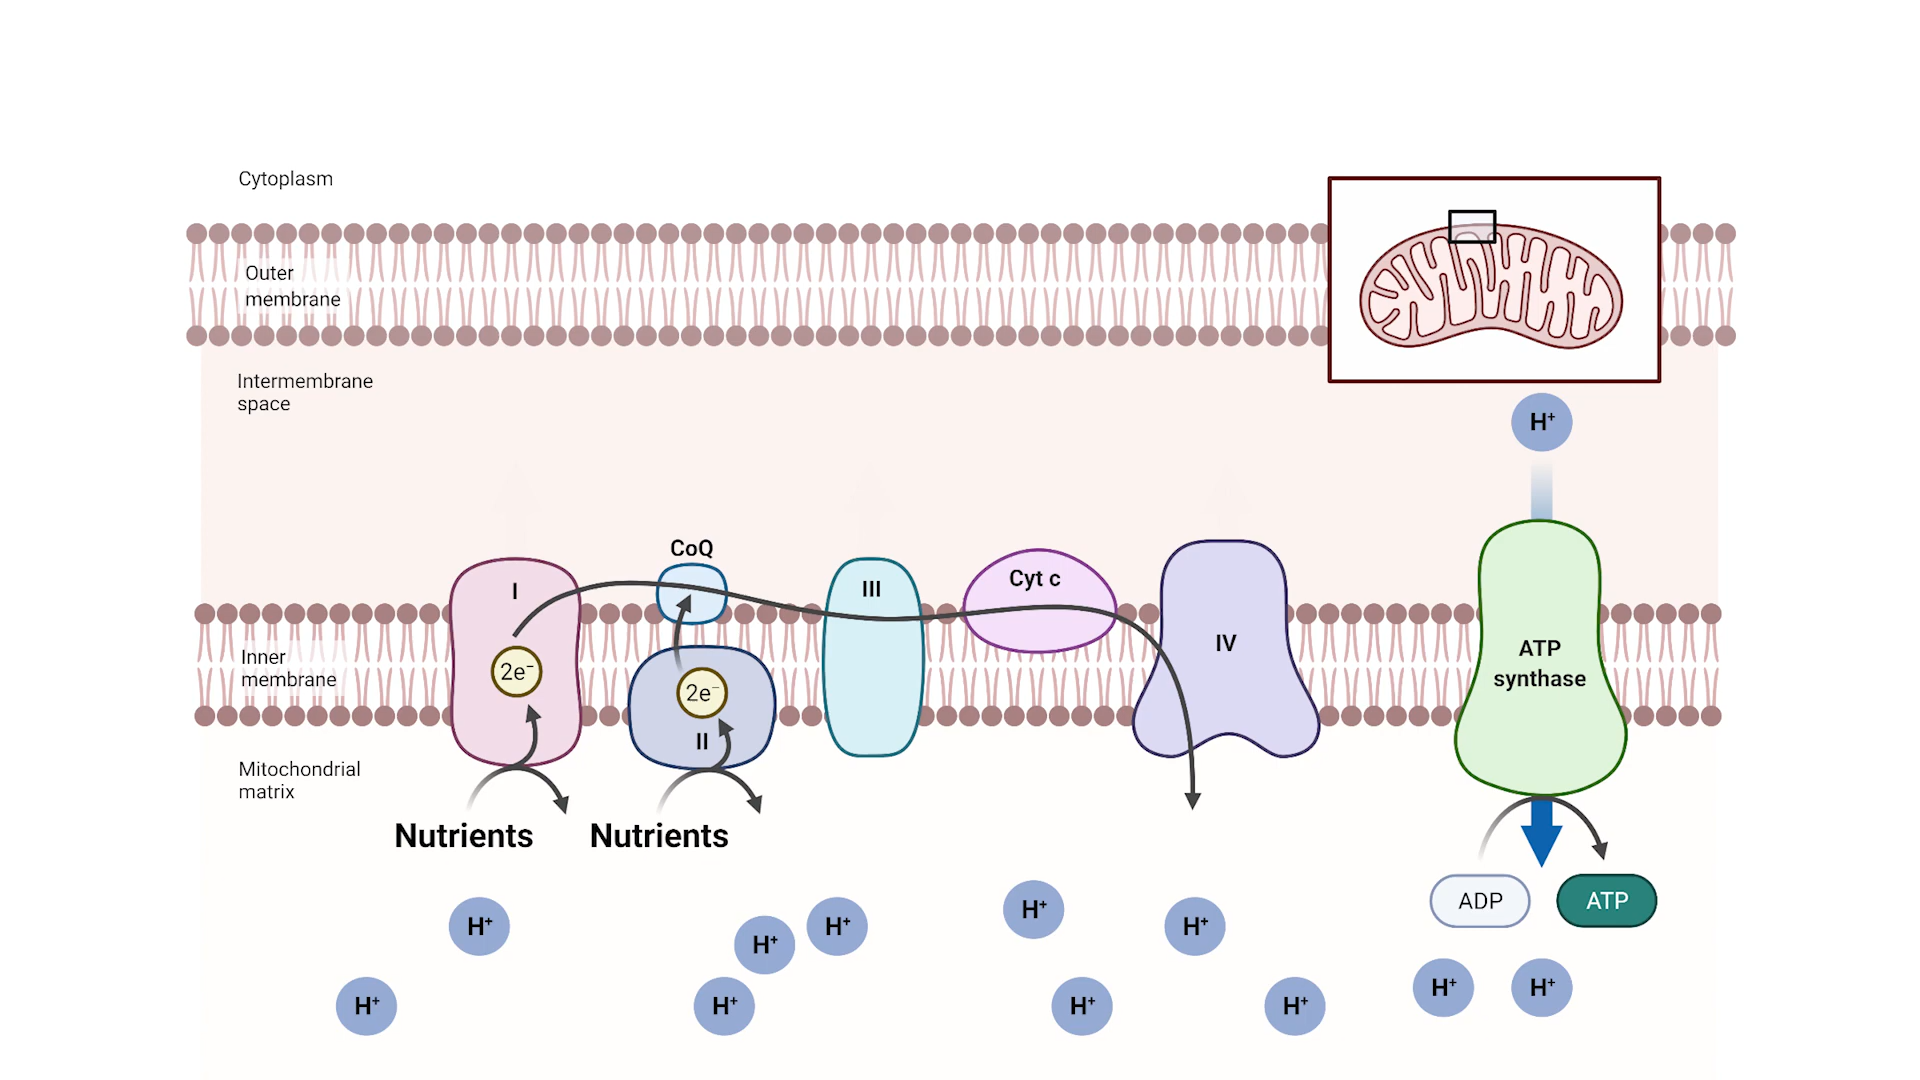 Cytoplasm
Outer
membrane
Intermembrane
space
H⁺
CoQ
I
III
Cyt c
IV
ATP
synthase
Inner
membrane
2e⁻
2e⁻
II
Mitochondrial
matrix
Nutrients
Nutrients
ADP
ATP
H⁺
H⁺
H⁺
H⁺
H⁺
H⁺
H⁺
H⁺
H⁺
H⁺
H⁺